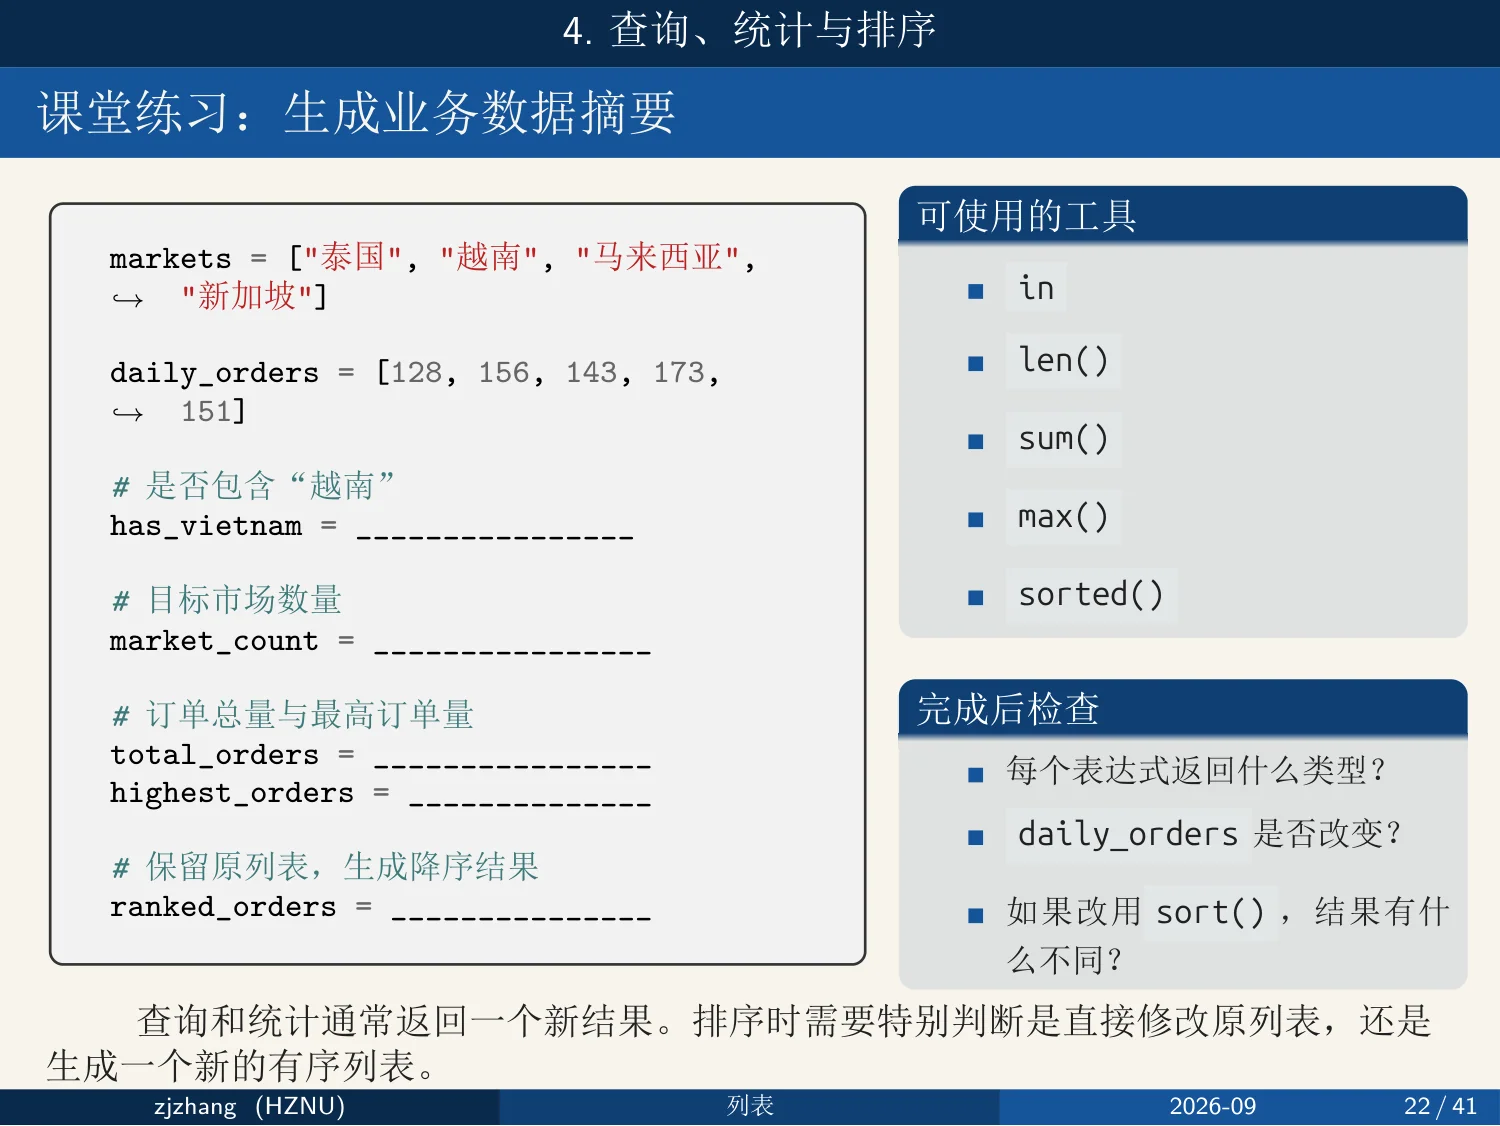 4. 查询、统计与排序
课堂练习：生成业务数据摘要
markets = ["泰国", "越南", "马来西亚",
↪ "新加坡"]
daily_orders = [128, 156, 143, 173,
↪ 151]
# 是否包含“越南”
has_vietnam = ________________
# 目标市场数量
market_count = ________________
# 订单总量与最高订单量
total_orders = ________________
highest_orders = ______________
# 保留原列表，生成降序结果
ranked_orders = _______________
可使用的工具
in
len()
sum()
max()
sorted()
完成后检查
每个表达式返回什么类型？
daily_orders 是否改变？
如果改用 sort()，结果有什
么不同？
查询和统计通常返回一个新结果。排序时需要特别判断是直接修改原列表，还是
生成一个新的有序列表。
zjzhang (HZNU)
列表
2026-09
22 / 41